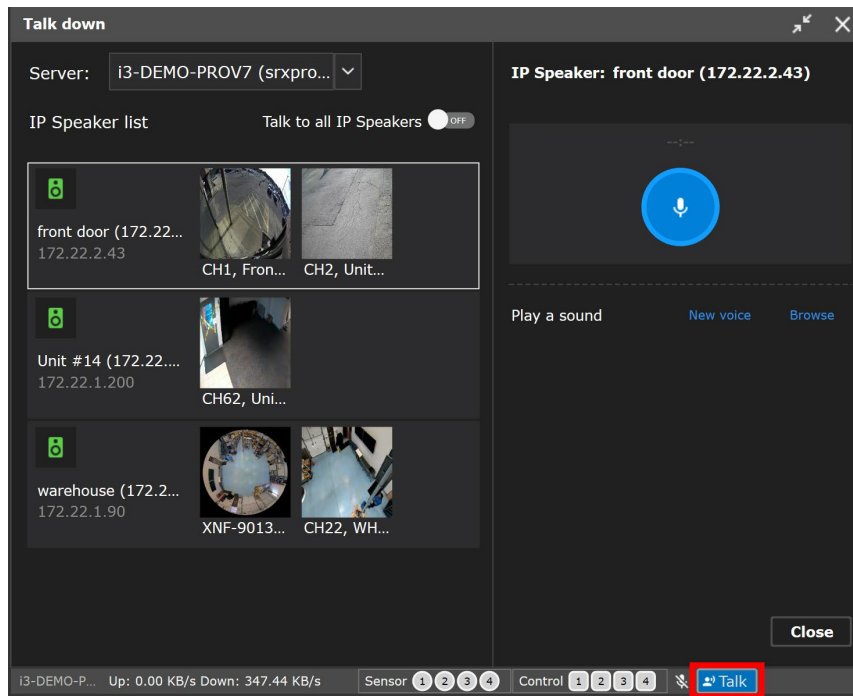 Talk down
Server: i3-DEMO-PROV7 (srxpro...
IP Speaker list Talk to all IP Speakers OFF
front door (172.22...
172.22.2.43
CH1, Fron... CH2, Unit...
Unit #14 (172.22....
172.22.1.200
CH62, Uni...
warehouse (172.2...
172.22.1.90
XNF-9013... CH22, WH...
IP Speaker: front door (172.22.2.43)
--:--
Play a sound New voice Browse
Close
i3-DEMO-P... Up: 0.00 KB/s Down: 347.44 KB/s Sensor 1 2 3 4 Control 1 2 3 4 Talk